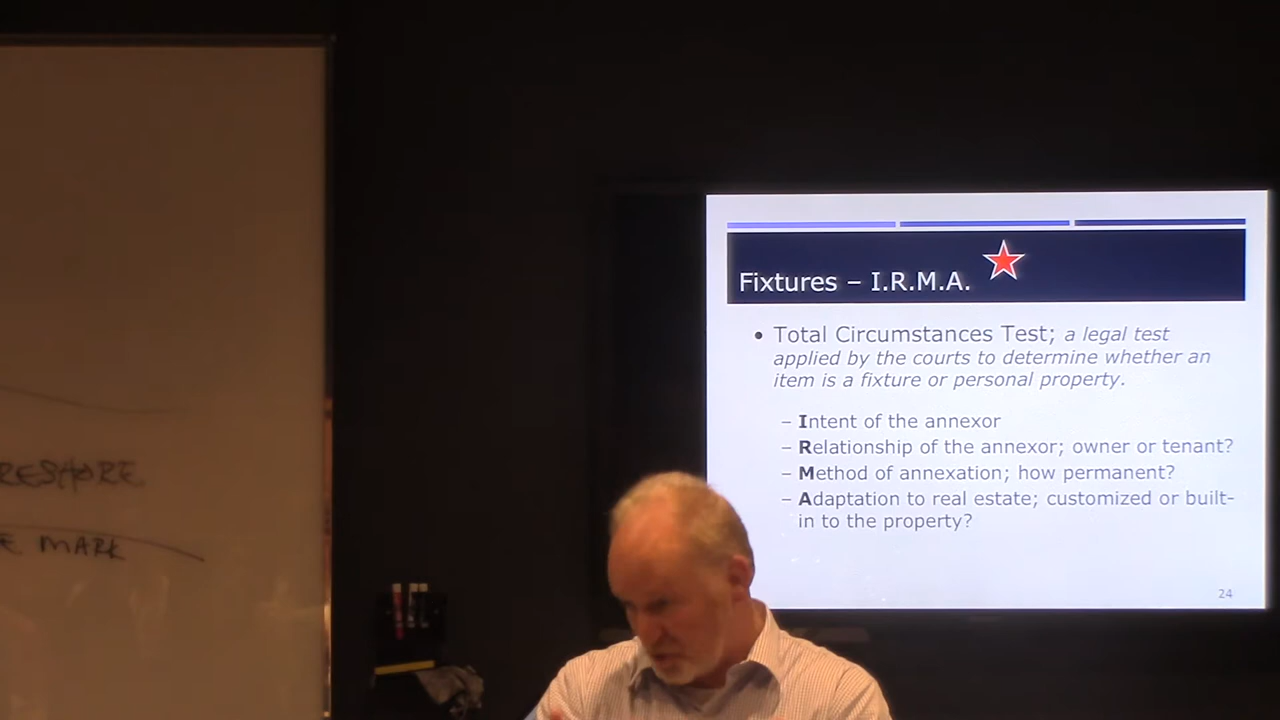 RESHORE
E MARK
Fixtures – I.R.M.A.
• Total Circumstances Test; a legal test
applied by the courts to determine whether an
item is a fixture or personal property.
– Intent of the annexor
– Relationship of the annexor; owner or tenant?
– Method of annexation; how permanent?
– Adaptation to real estate; customized or built-
in to the property?
24